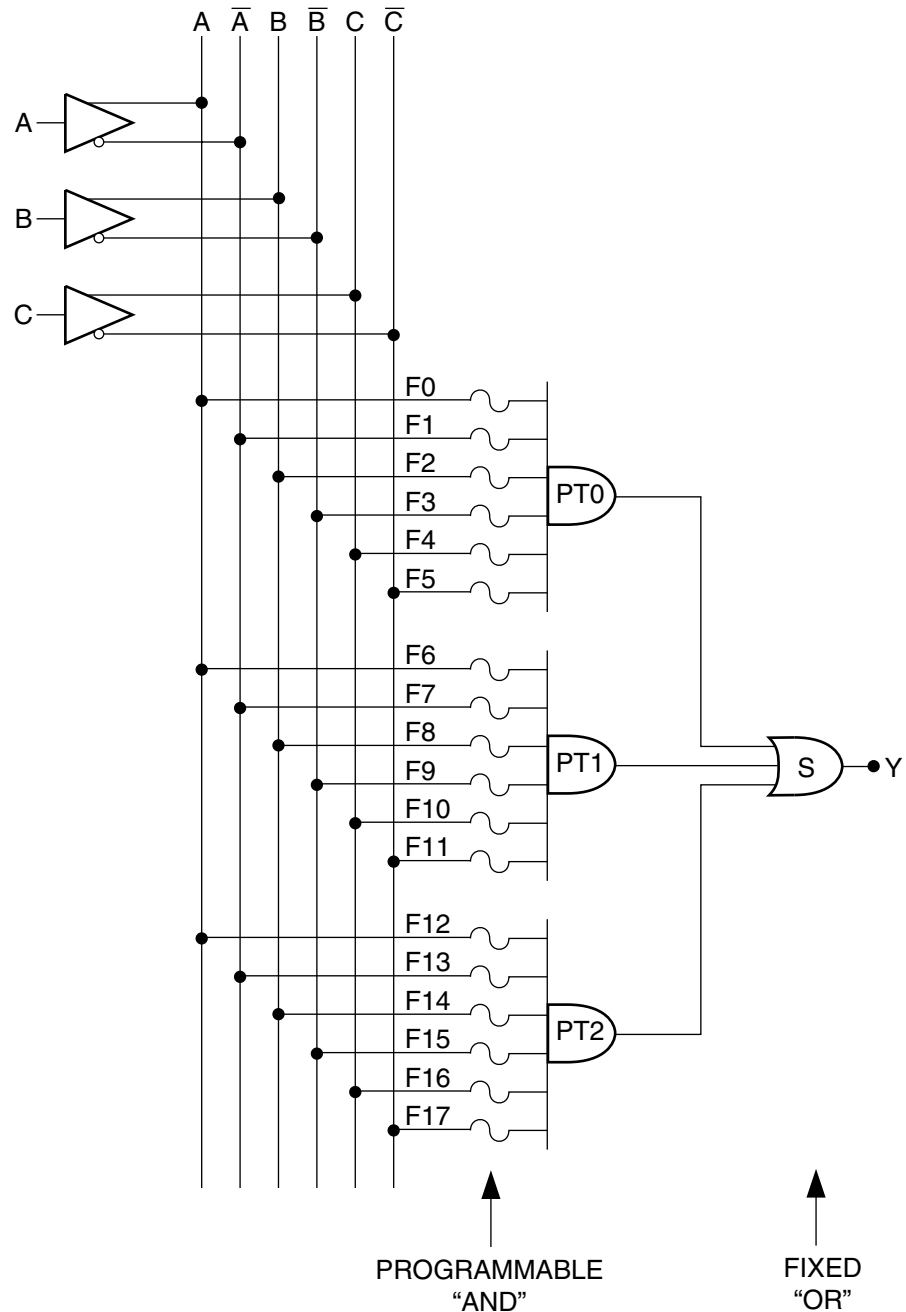 A A̅ B B̅ C C̅
A
B
C
F0
F1
F2
F3
F4
F5
PT0
F6
F7
F8
F9
F10
F11
PT1
S
Y
F12
F13
F14
F15
F16
F17
PT2
PROGRAMMABLE
“AND”
FIXED
“OR”